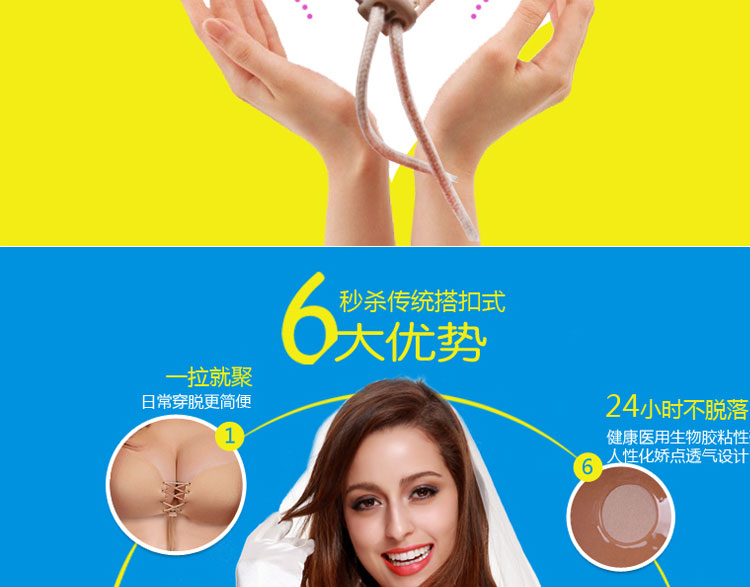 秒杀传统搭扣式
6大优势
一拉就聚
日常穿脱更简便
1
24小时不脱落
健康医用生物胶粘性
人性化娇点透气设计
6